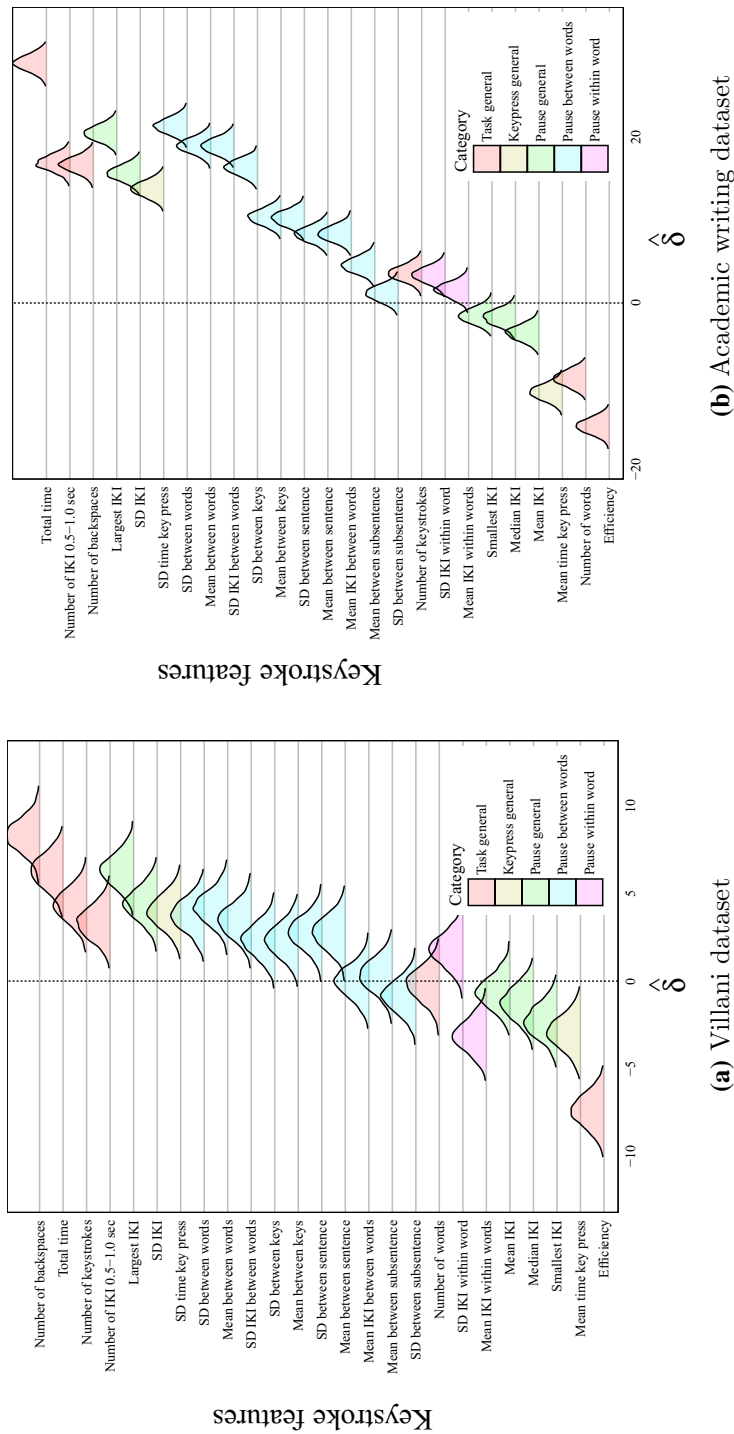 Keystroke features
Number of backspaces
Total time
Number of keystrokes
Number of IKI 0.5−1.0 sec
Largest IKI
SD IKI
SD time key press
SD between words
Mean between words
SD IKI between words
SD between keys
Mean between keys
SD between sentence
Mean between sentence
Mean IKI between words
Mean between subsentence
SD between subsentence
Number of words
SD IKI within word
Mean IKI within words
Mean IKI
Median IKI
Smallest IKI
Mean time key press
Efficiency
−10
−5
0
5
10
δ̂
Category
Task general
Keypress general
Pause general
Pause between words
Pause within word
(a) Villani dataset
Keystroke features
Total time
Number of IKI 0.5−1.0 sec
Number of backspaces
Largest IKI
SD IKI
SD time key press
SD between words
Mean between words
SD IKI between words
SD between keys
Mean between keys
SD between sentence
Mean between sentence
Mean IKI between words
Mean between subsentence
SD between subsentence
Number of keystrokes
SD IKI within word
Mean IKI within words
Smallest IKI
Median IKI
Mean IKI
Mean time key press
Number of words
Efficiency
−20
0
20
δ̂
Category
Task general
Keypress general
Pause general
Pause between words
Pause within word
(b) Academic writing dataset